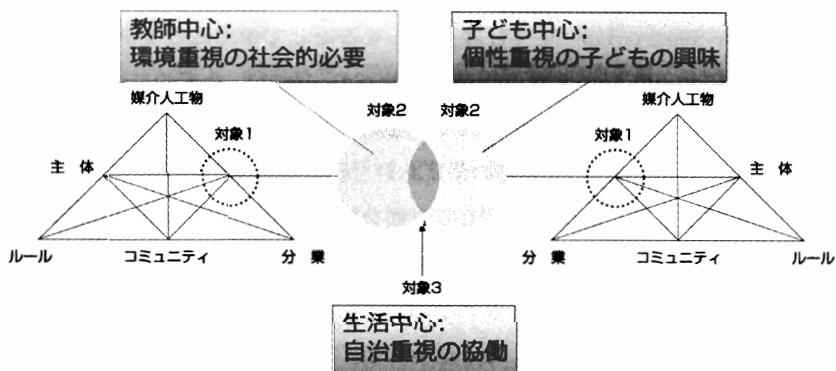 教師中心:
環境重視の社会的必要
子ども中心:
個性重視の子どもの興味
媒介人工物
対象1
主 体
ルール
コミュニティ
分 業
対象2
対象2
媒介人工物
対象1
主 体
分 業
コミュニティ
ルール
対象3
生活中心:
自治重視の協働